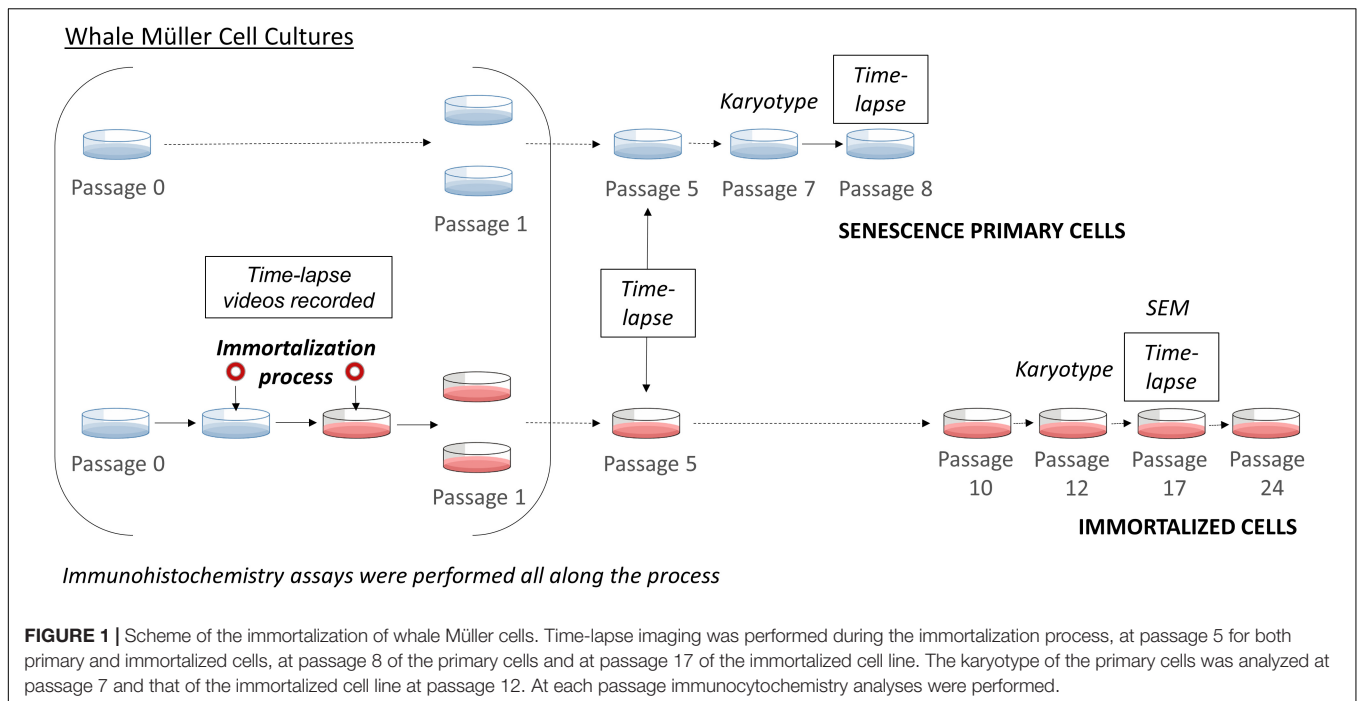 Whale Müller Cell Cultures
Passage 0
Passage 1
Passage 5
Karyotype
Passage 7
Time-
lapse
Passage 8
SENESCENCE PRIMARY CELLS
Time-lapse
videos recorded
Immortalization
process
Time-
lapse
Passage 0
Passage 1
Passage 5
Passage
10
Karyotype
Passage
12
SEM
Time-
lapse
Passage
17
Passage
24
IMMORTALIZED CELLS
Immunohistochemistry assays were performed all along the process
FIGURE 1 | Scheme of the immortalization of whale Müller cells. Time-lapse imaging was performed during the immortalization process, at passage 5 for both
primary and immortalized cells, at passage 8 of the primary cells and at passage 17 of the immortalized cell line. The karyotype of the primary cells was analyzed at
passage 7 and that of the immortalized cell line at passage 12. At each passage immunocytochemistry analyses were performed.